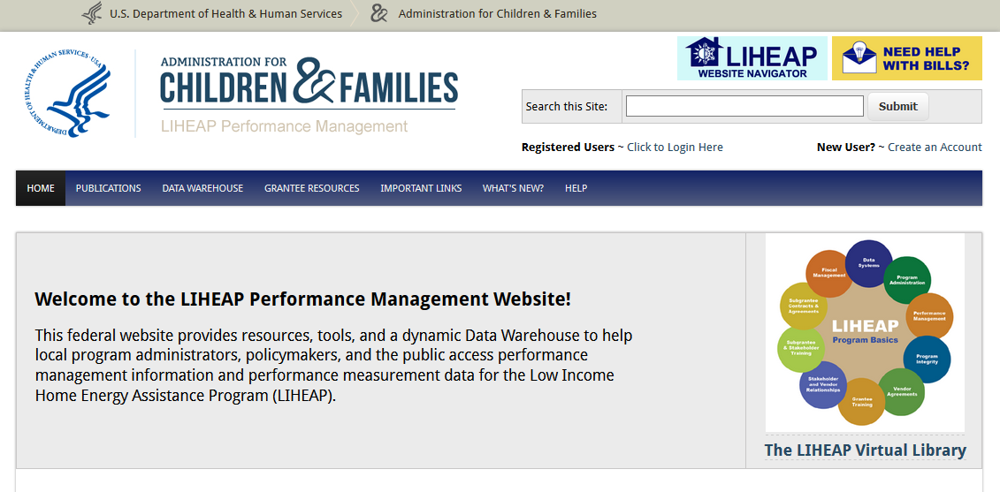 U.S. Department of Health & Human Services
Administration for Children & Families
DEPARTMENT OF HEALTH & HUMAN SERVICES · USA
ADMINISTRATION FOR
CHILDREN & FAMILIES
LIHEAP Performance Management
LIHEAP
WEBSITE NAVIGATOR
NEED HELP
WITH BILLS?
Search this Site:
Submit
Registered Users ~ Click to Login Here
New User? ~ Create an Account
HOME
PUBLICATIONS
DATA WAREHOUSE
GRANTEE RESOURCES
IMPORTANT LINKS
WHAT'S NEW?
HELP
Welcome to the LIHEAP Performance Management Website!
This federal website provides resources, tools, and a dynamic Data Warehouse to help
local program administrators, policymakers, and the public access performance
management information and performance measurement data for the Low Income
Home Energy Assistance Program (LIHEAP).
Data
Systems
Program
Administration
Performance
Management
Program
Integrity
Vendor
Agreements
Grantee
Training
Stakeholder
and Vendor
Relationships
Subgrantee
& Stakeholder
Training
Subgrantee
Contracts &
Agreements
Fiscal
Management
LIHEAP
Program Basics
The LIHEAP Virtual Library